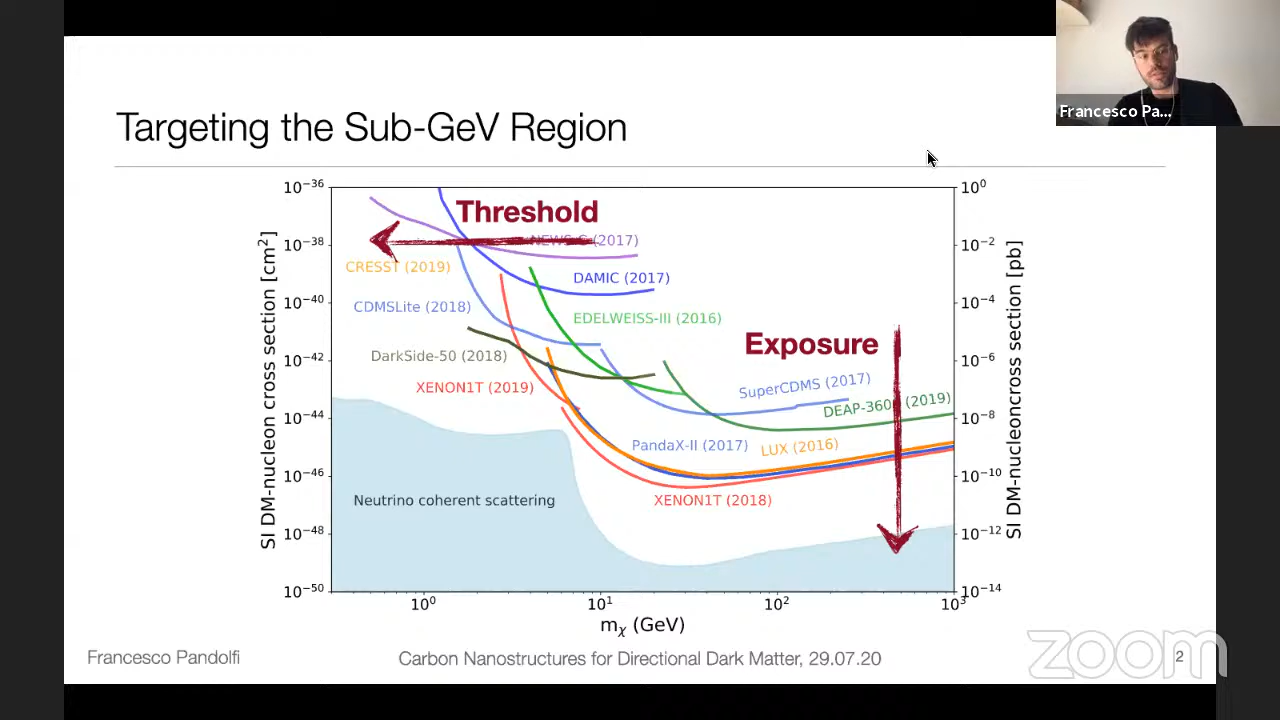 Francesco Pa...
Targeting the Sub-GeV Region
10⁻³⁶
10⁻³⁸
10⁻⁴⁰
10⁻⁴²
10⁻⁴⁴
10⁻⁴⁶
10⁻⁴⁸
10⁻⁵⁰
SI DM-nucleon cross section [cm²]
Threshold
NEWS-G (2017)
CRESST (2019)
DAMIC (2017)
CDMSLite (2018)
EDELWEISS-III (2016)
Exposure
DarkSide-50 (2018)
XENON1T (2019)
SuperCDMS (2017)
DEAP-3600 (2019)
PandaX-II (2017)
LUX (2016)
XENON1T (2018)
Neutrino coherent scattering
10⁰
10⁻²
10⁻⁴
10⁻⁶
10⁻⁸
10⁻¹⁰
10⁻¹²
10⁻¹⁴
SI DM-nucleoncross section [pb]
10⁰ 10¹ 10² 10³
mχ (GeV)
Francesco Pandolfi
Carbon Nanostructures for Directional Dark Matter, 29.07.20
2
zoom